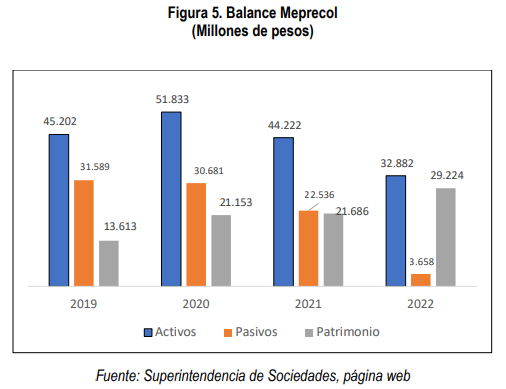 Figura 5. Balance Meprecol
(Millones de pesos)
51.833
45.202
44.222
32.882
31.589
30.681
29.224
22.536
21.153
21.686
13.613
3.658
2019 2020 2021 2022
Activos Pasivos Patrimonio
Fuente: Superintendencia de Sociedades, página web